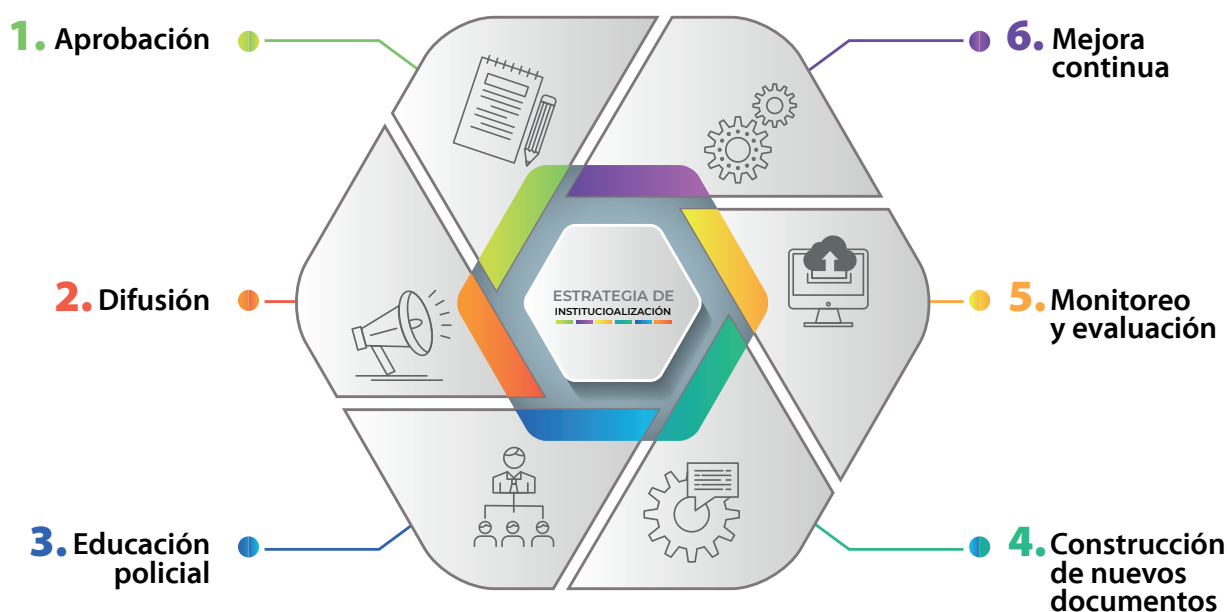 1. Aprobación
2. Difusión
3. Educación
policial
ESTRATEGIA DE
INSTITUCIOALIZACIÓN
6. Mejora
continua
5. Monitoreo
y evaluación
4. Construcción
de nuevos
documentos